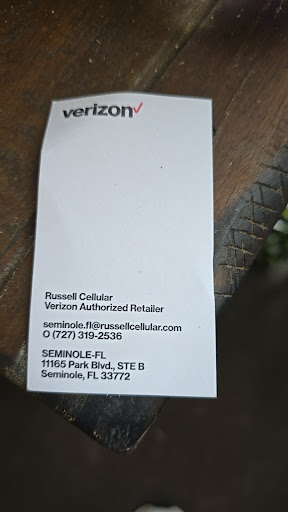 verizon
Russell Cellular
Verizon Authorized Retailer
seminole.fl@russellcellular.com
O (727) 319-2536
SEMINOLE-FL
11165 Park Blvd., STE B
Seminole, FL 33772